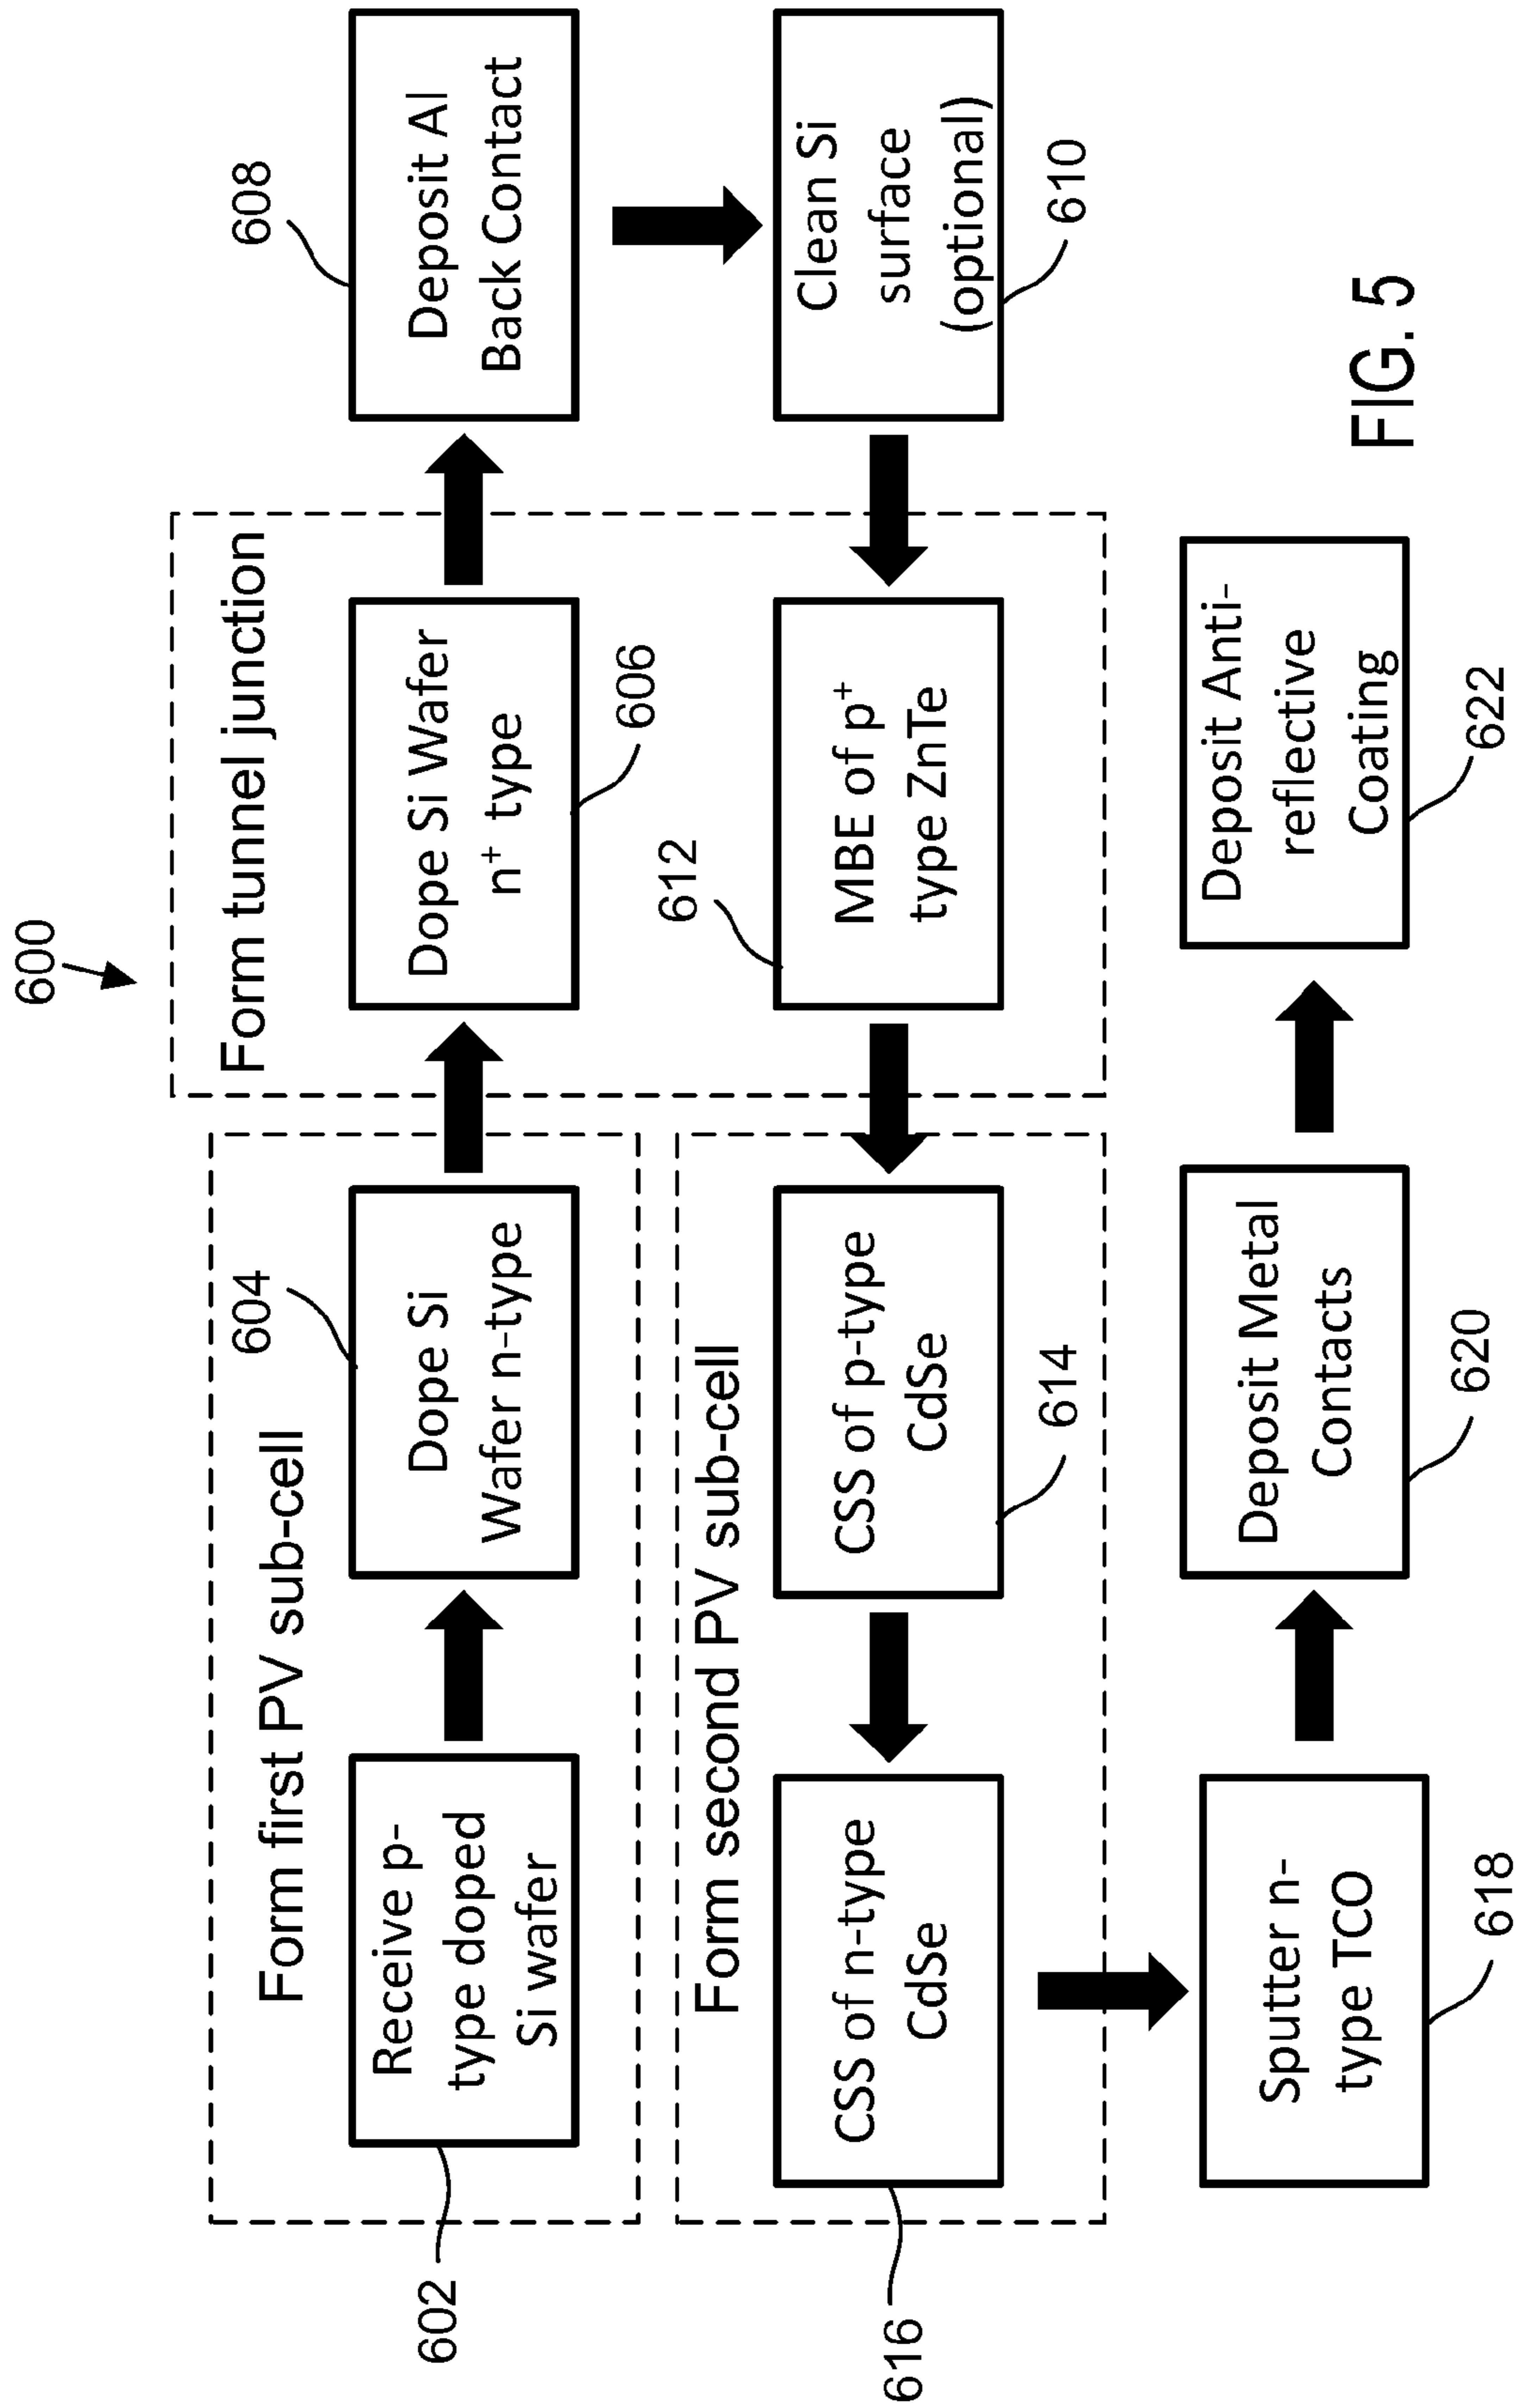 600
Form first PV sub-cell
602
Receive p-
type doped
Si wafer
604
Dope Si
Wafer n-type
Form tunnel junction
Dope Si Wafer
n⁺ type
606
608
Deposit Al
Back Contact
Clean Si
surface
(optional)
610
612
MBE of p⁺
type ZnTe
Form second PV sub-cell
CSS of p-type
CdSe
614
CSS of n-type
CdSe
616
Sputter n-
type TCO
618
Deposit Metal
Contacts
620
Deposit Anti-
reflective
Coating
622
FIG. 5